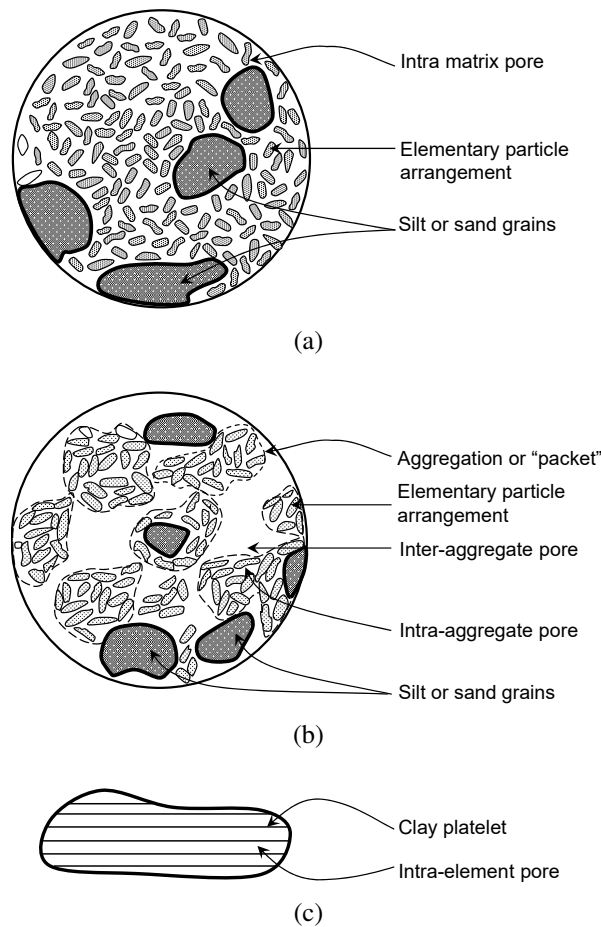 Intra matrix pore
Elementary particle
arrangement
Silt or sand grains
(a)
Aggregation or “packet”
Elementary particle
arrangement
Inter-aggregate pore
Intra-aggregate pore
Silt or sand grains
(b)
Clay platelet
Intra-element pore
(c)